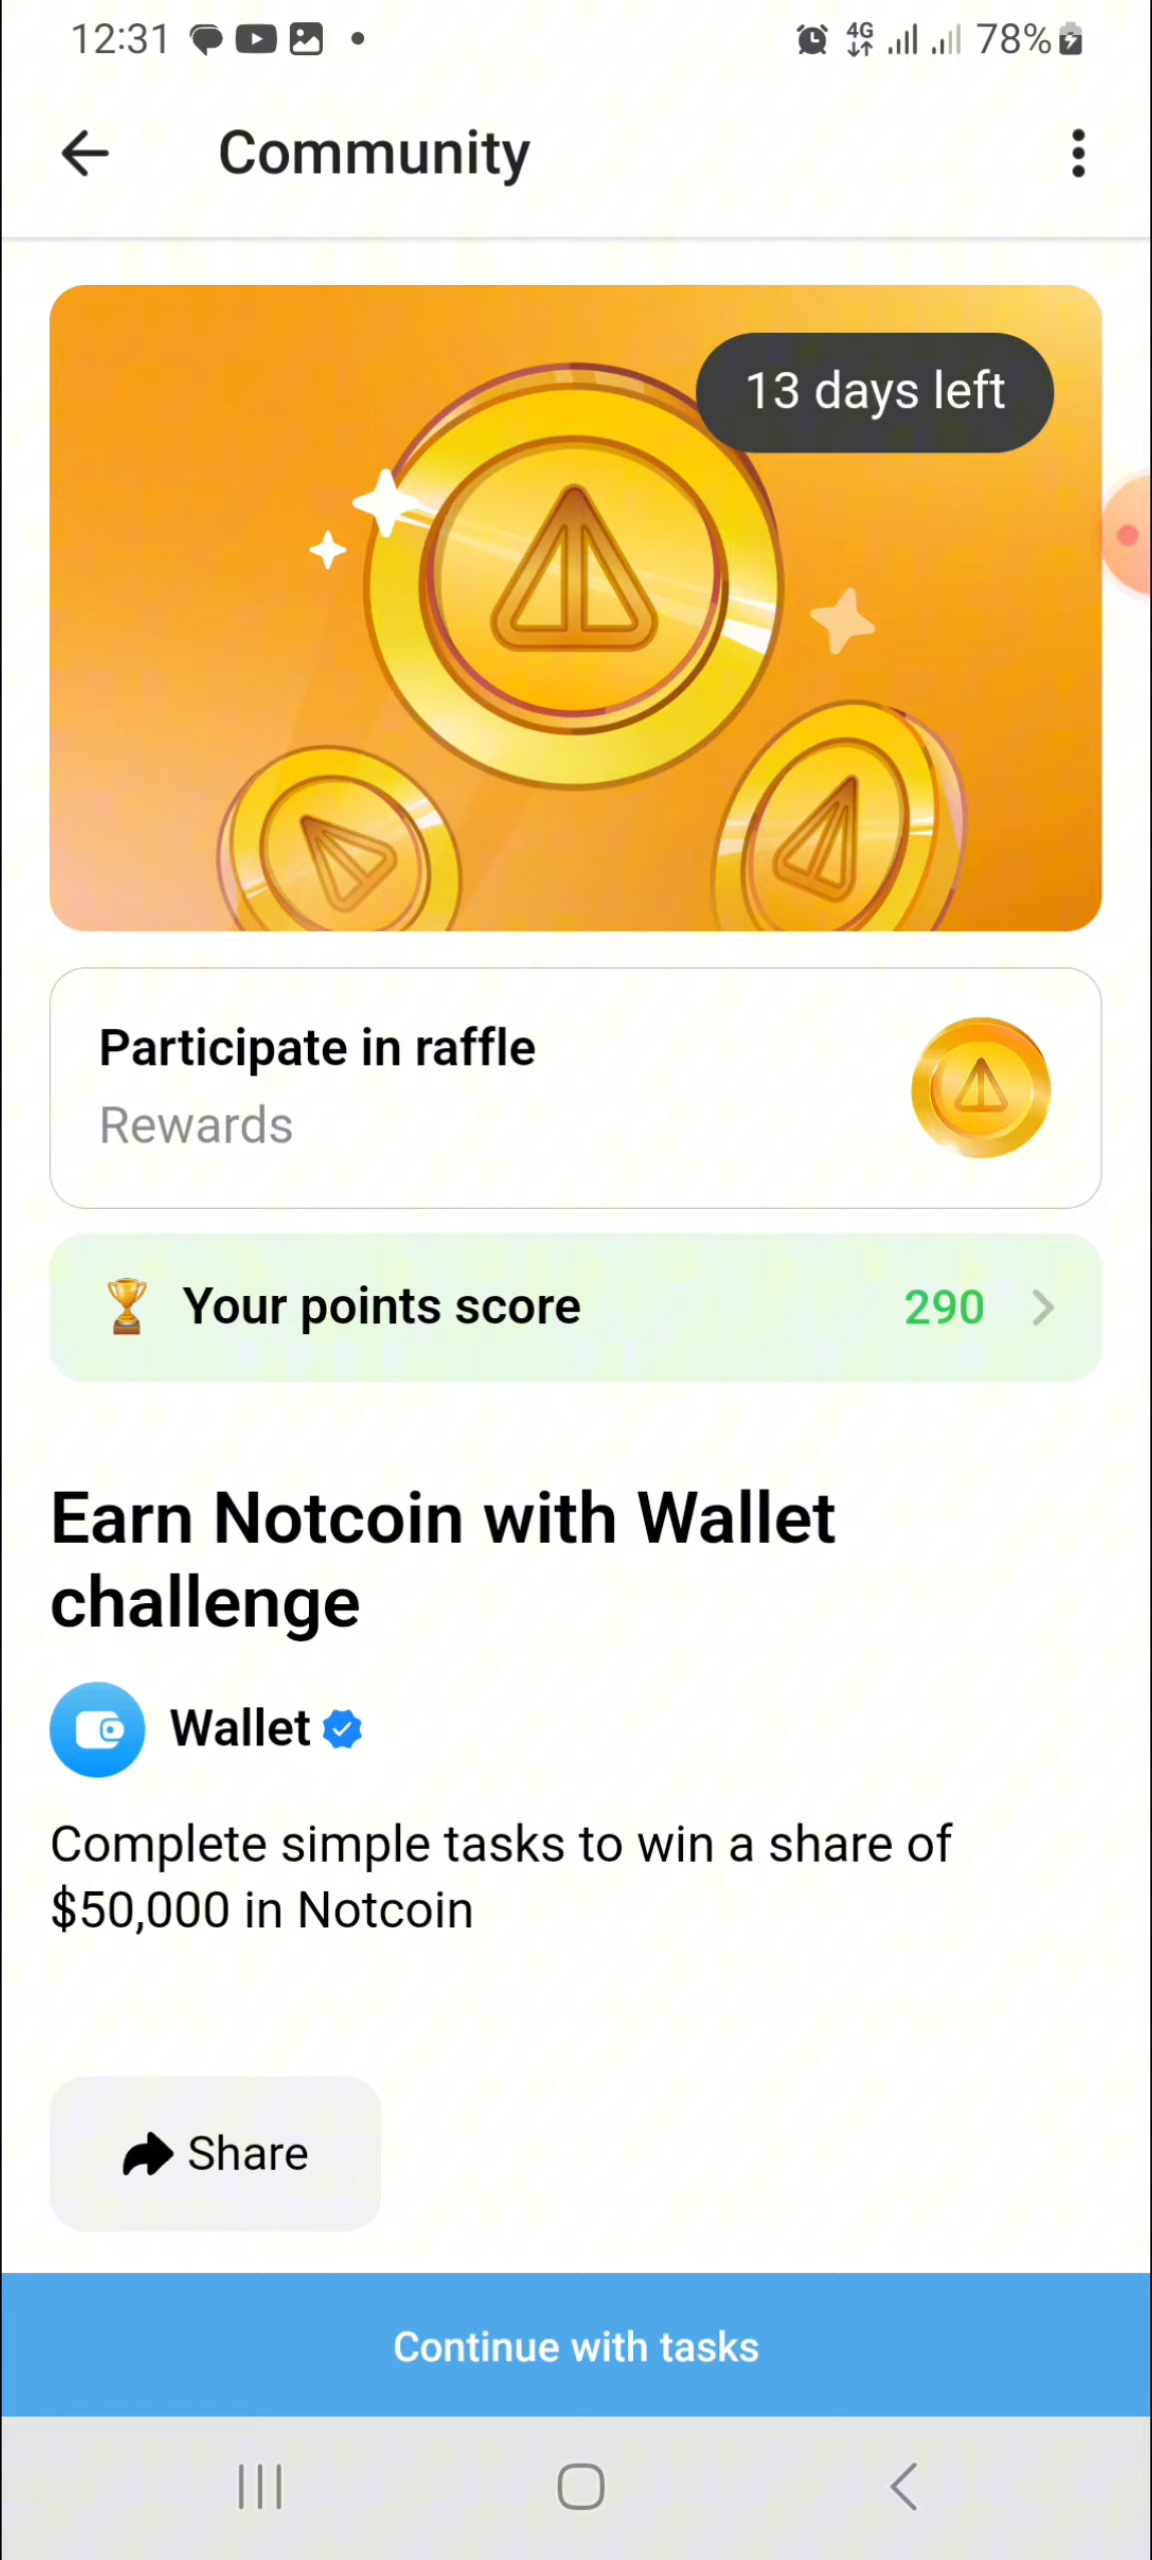 12:31
4G
78%
Community
13 days left
Participate in raffle
Rewards
Your points score
290
Earn Notcoin with Wallet
challenge
Wallet
Complete simple tasks to win a share of
$50,000 in Notcoin
Share
Continue with tasks